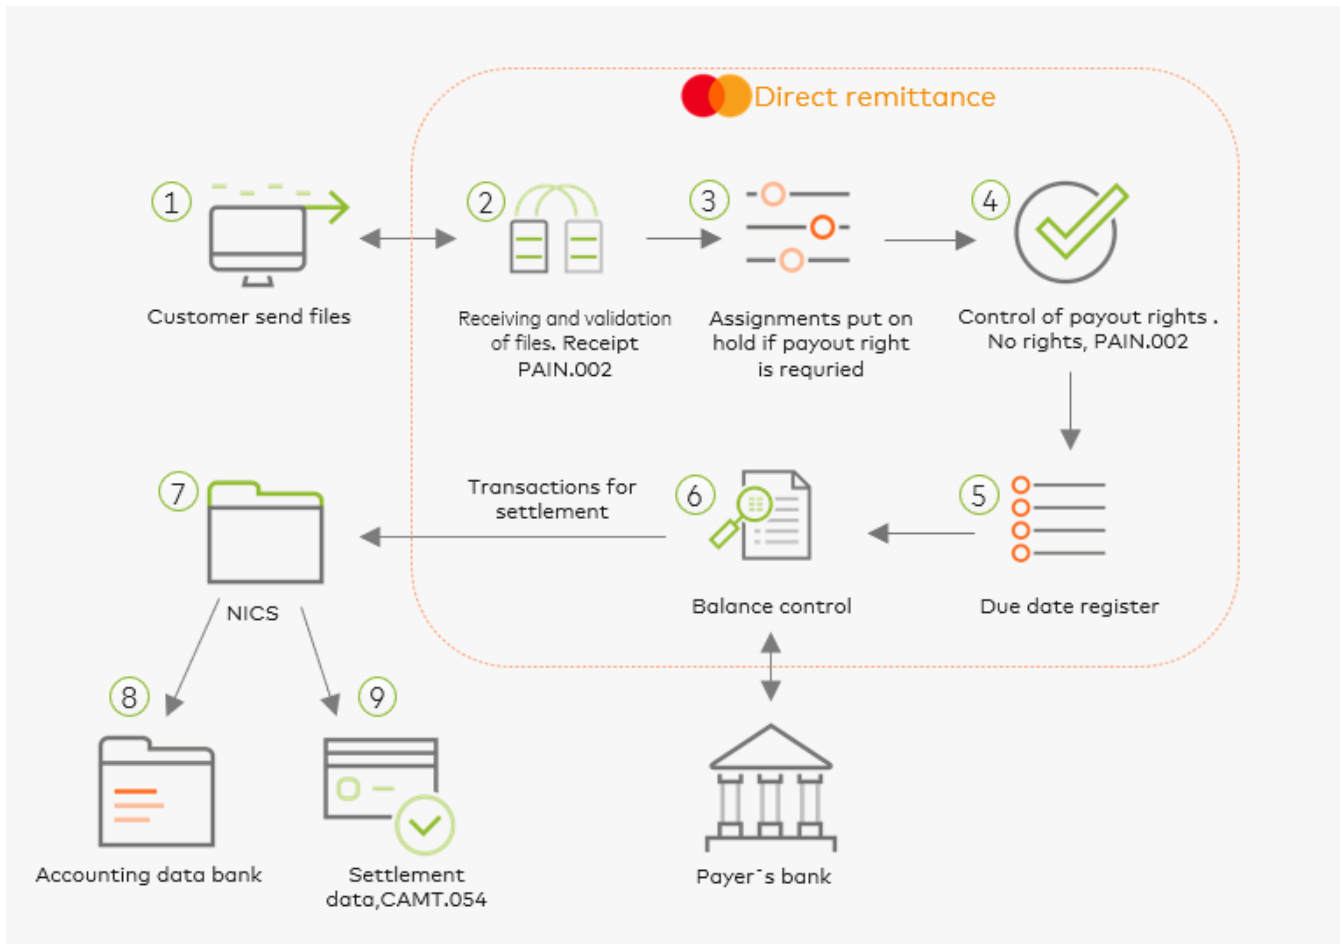 Direct remittance
1
Customer send files
2
Receiving and validation
of files. Receipt
PAIN.002
3
Assignments put on
hold if payout right
is requried
4
Control of payout rights .
No rights, PAIN.002
5
Due date register
6
Balance control
Transactions for
settlement
7
NICS
8
Accounting data bank
9
Settlement
data,CAMT.054
Payer´s bank